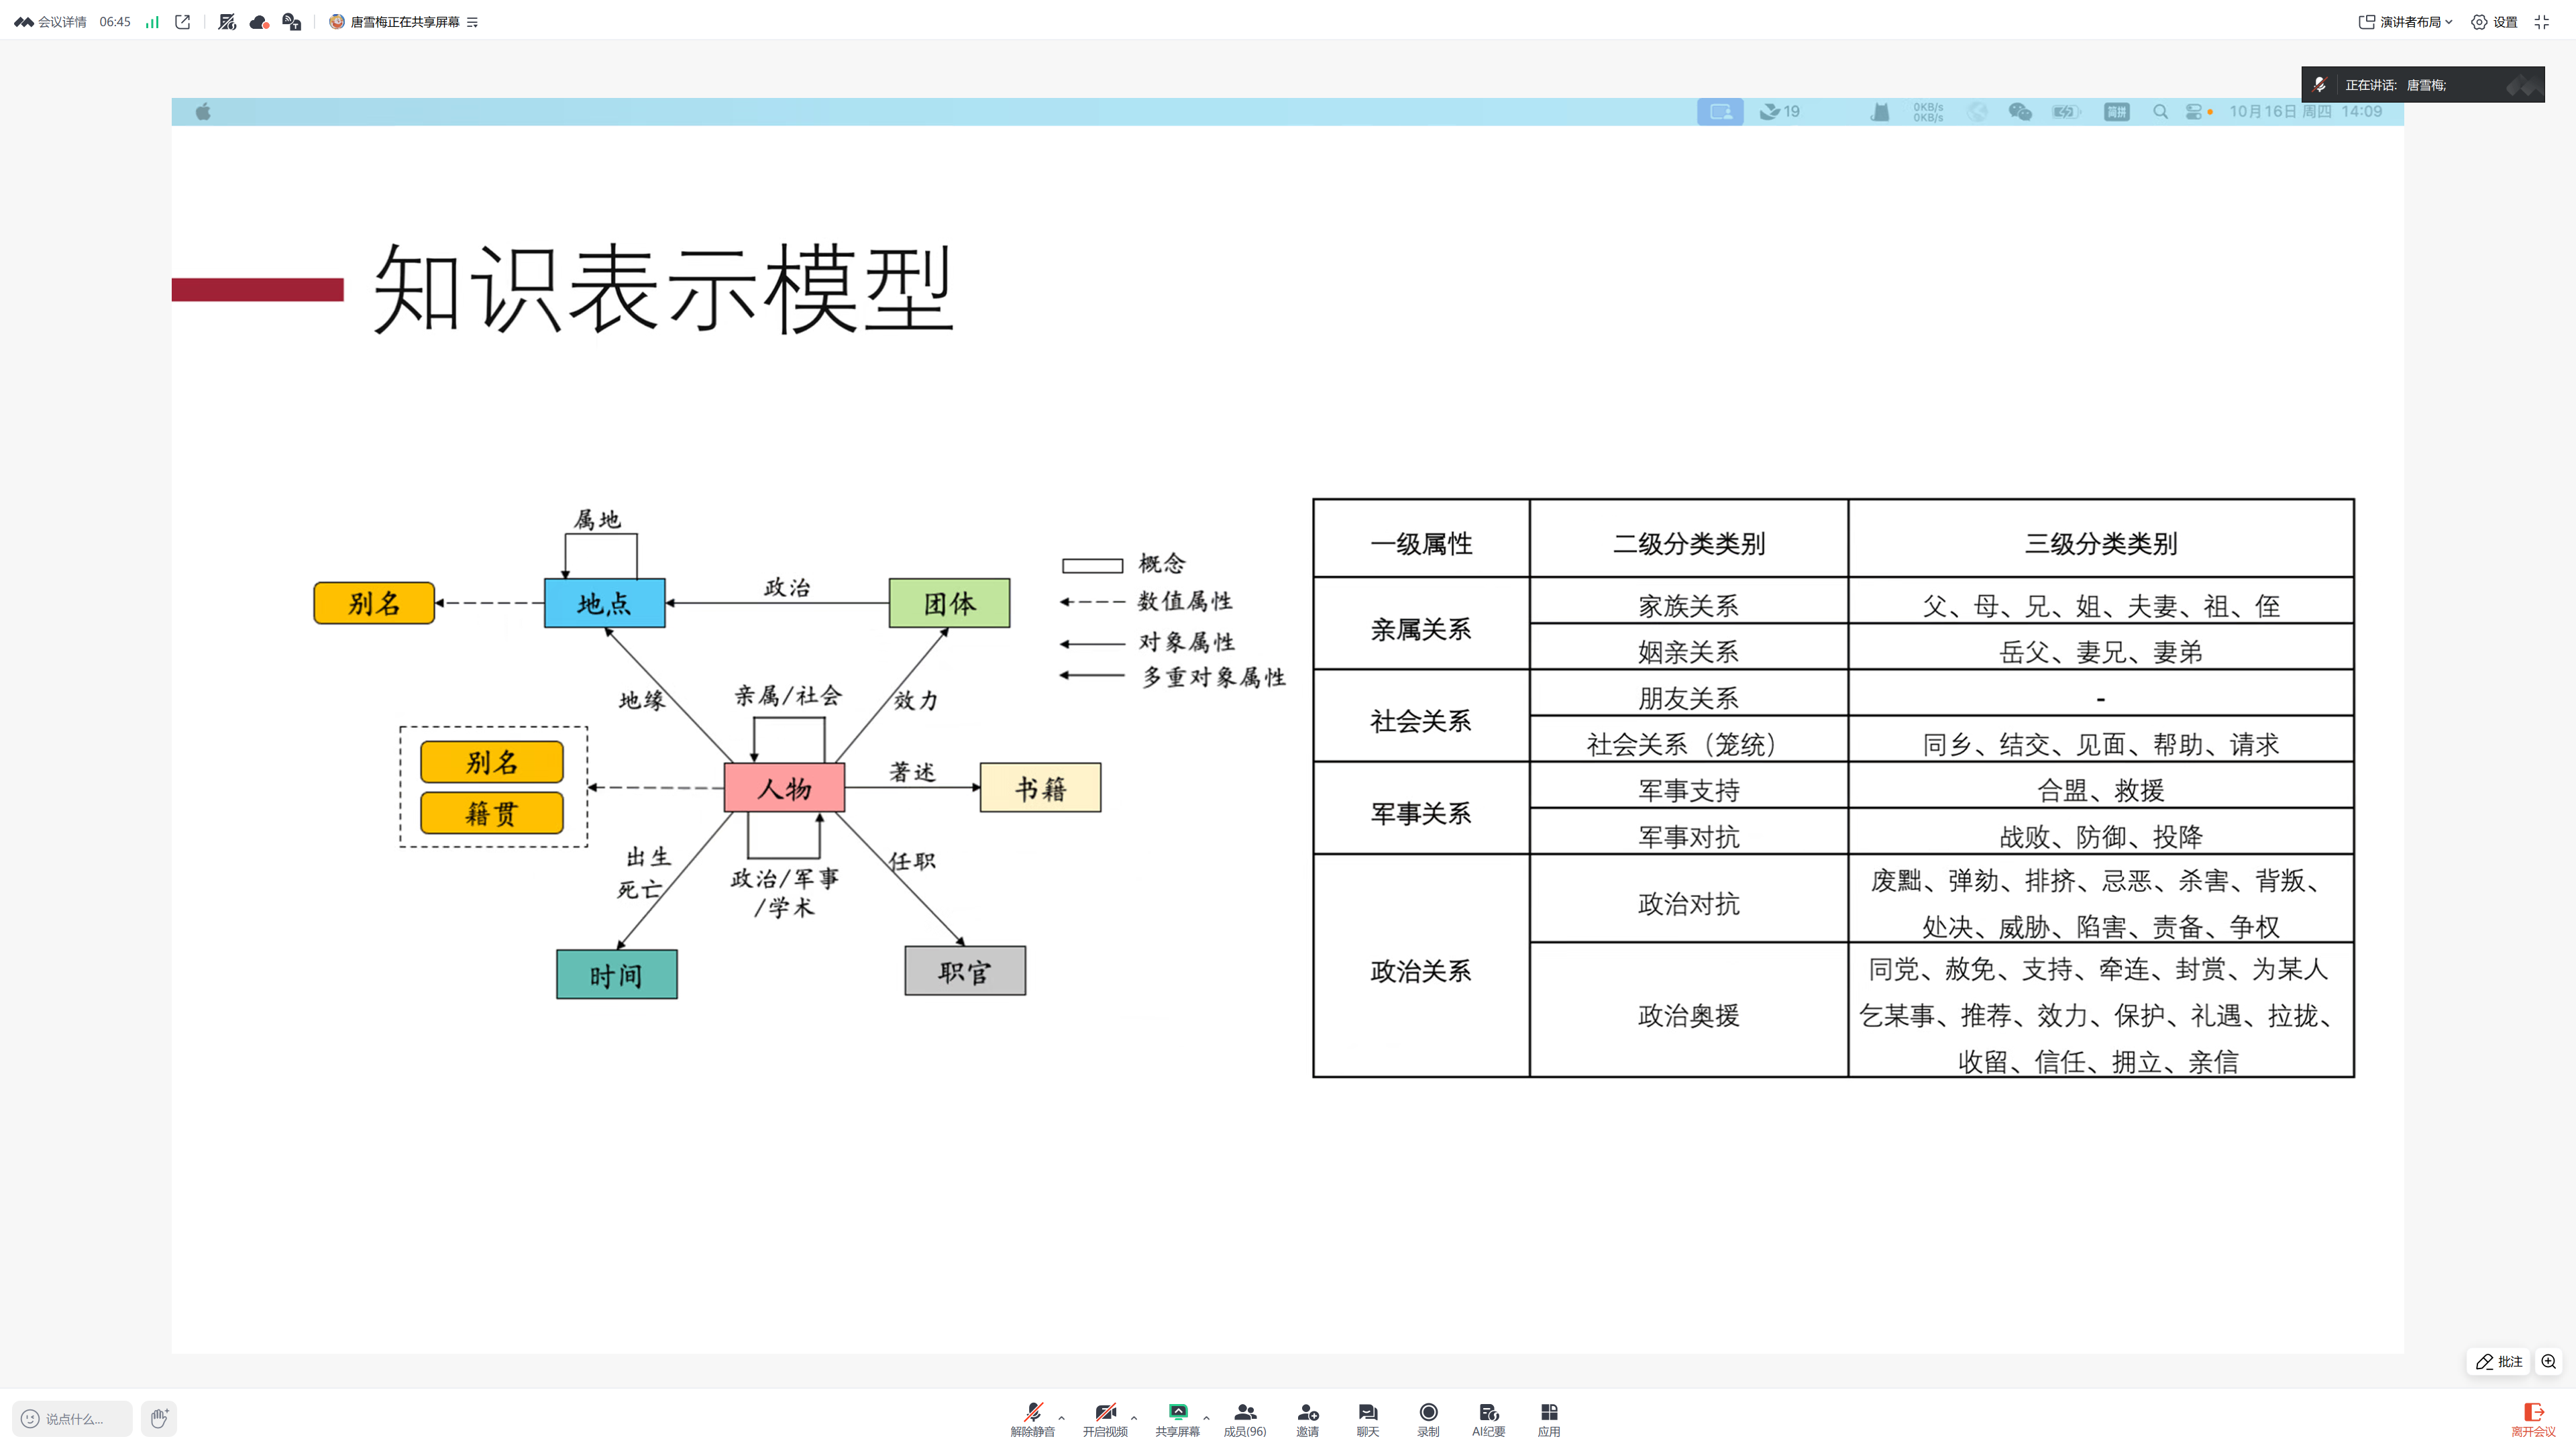 会议详情 06:45 唐雪梅正在共享屏幕
演讲者布局 设置
正在讲话: 唐雪梅;
19 0KB/s 0KB/s 简拼 10月16日 周四 14:09
知识表示模型
属地
别名
地点
政治
团体
地缘
亲属/社会
效力
别名
籍贯
人物
著述
书籍
出生
死亡
政治/军事
/学术
任职
时间
职官
概念
数值属性
对象属性
多重对象属性
一级属性 二级分类类别 三级分类类别
亲属关系
家族关系 父、母、兄、姐、夫妻、祖、侄
姻亲关系 岳父、妻兄、妻弟
社会关系
朋友关系 -
社会关系（笼统） 同乡、结交、见面、帮助、请求
军事关系
军事支持 合盟、救援
军事对抗 战败、防御、投降
政治关系
政治对抗
废黜、弹劾、排挤、忌恶、杀害、背叛、
处决、威胁、陷害、责备、争权
政治奥援
同党、赦免、支持、牵连、封赏、为某人
乞某事、推荐、效力、保护、礼遇、拉拢、
收留、信任、拥立、亲信
批注
说点什么...
解除静音 开启视频 共享屏幕 成员(96) 邀请 聊天 录制 AI纪要 应用
离开会议